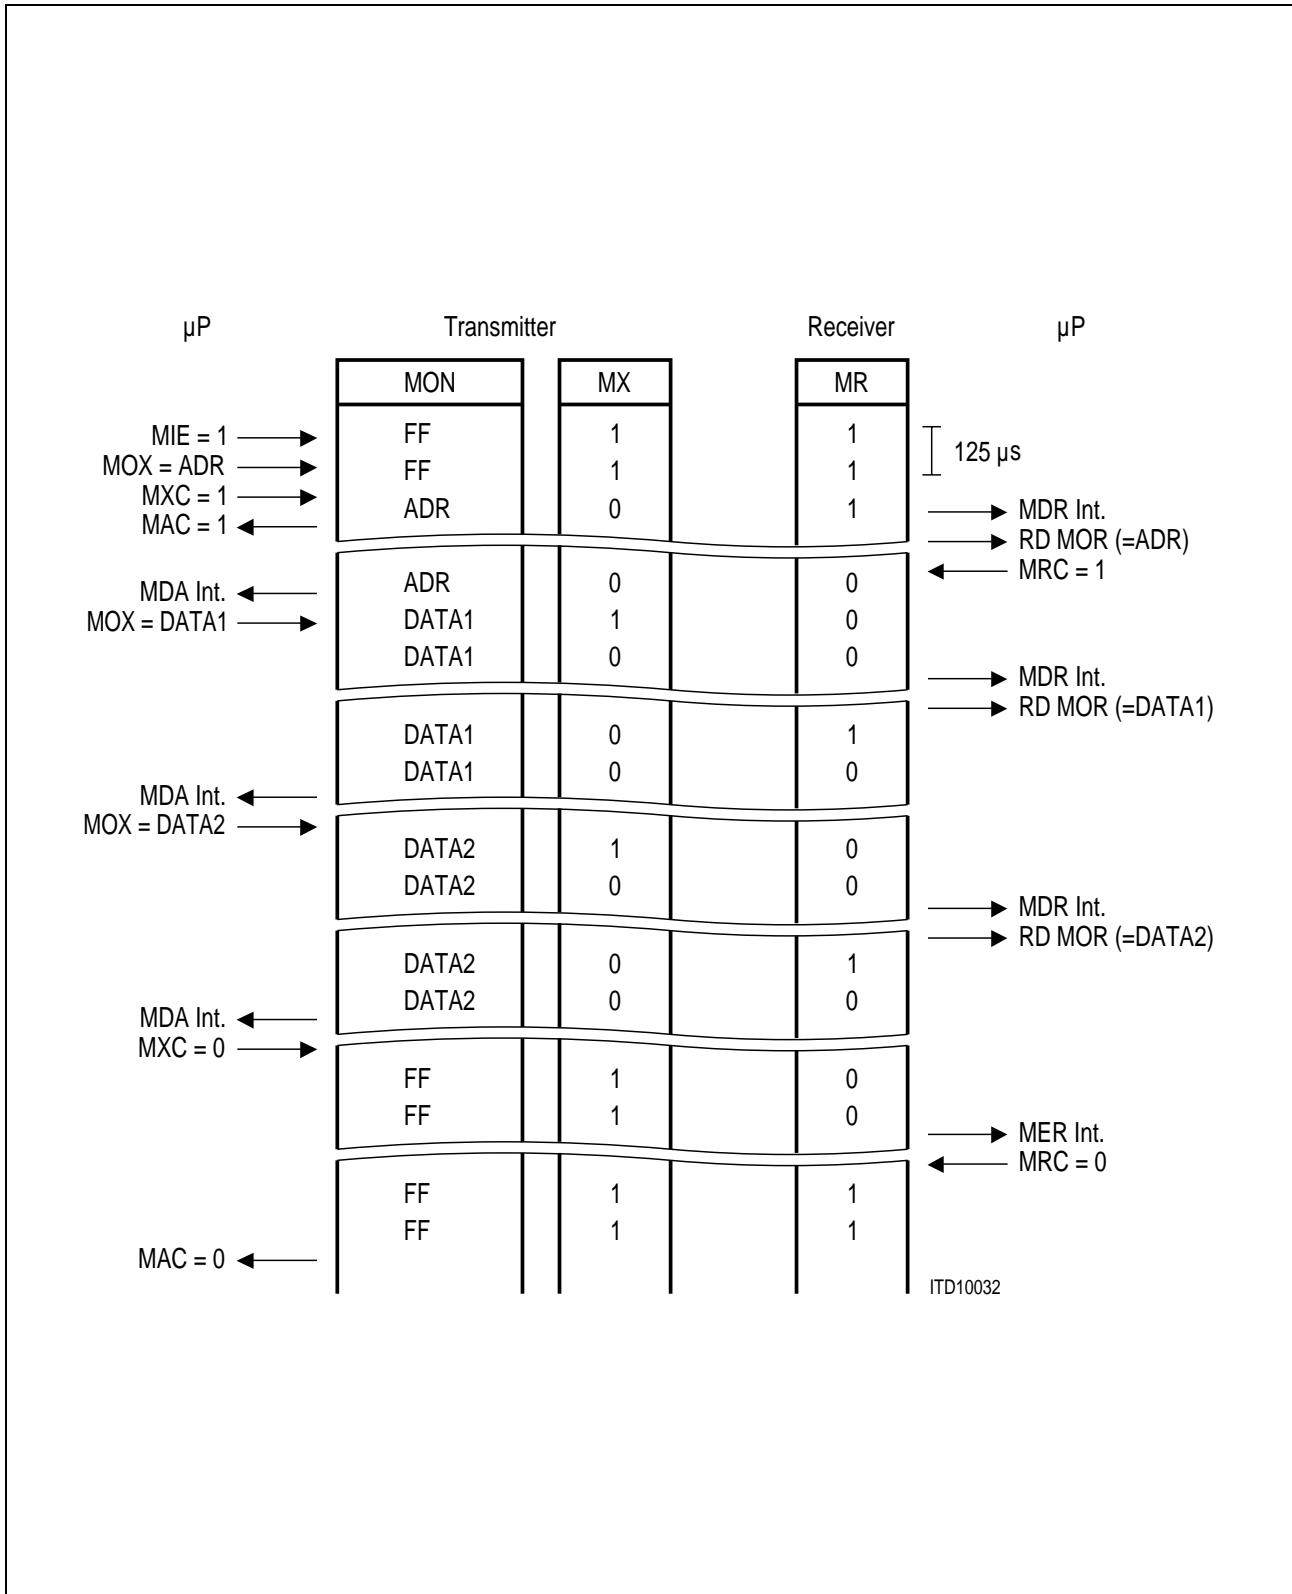 µP Transmitter Receiver µP
MON MX MR
MIE = 1 FF 1 1
125 µs
MOX = ADR FF 1 1
MXC = 1 ADR 0 1 MDR Int.
MAC = 1
RD MOR (=ADR)
MRC = 1
MDA Int. ADR 0 0
MOX = DATA1 DATA1 1 0
DATA1 0 0
MDR Int.
RD MOR (=DATA1)
DATA1 0 1
DATA1 0 0
MDA Int.
MOX = DATA2
DATA2 1 0
DATA2 0 0
MDR Int.
RD MOR (=DATA2)
DATA2 0 1
DATA2 0 0
MDA Int.
MXC = 0
FF 1 0
FF 1 0
MER Int.
MRC = 0
FF 1 1
FF 1 1
MAC = 0
ITD10032